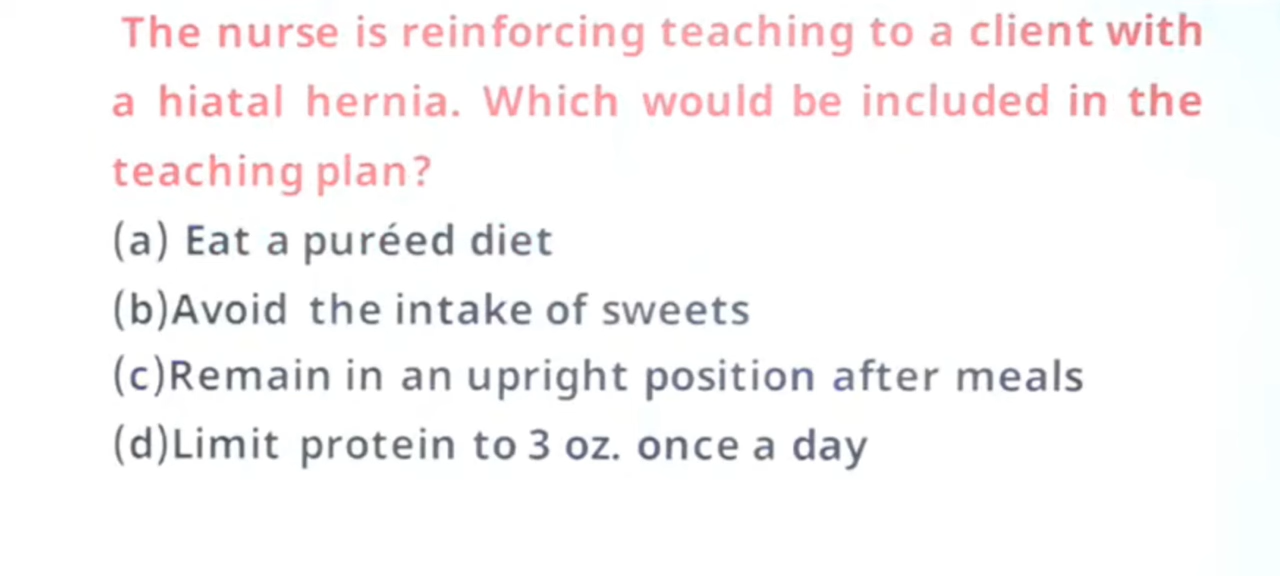 The nurse is reinforcing teaching to a client with
a hiatal hernia. Which would be included in the
teaching plan?
(a) Eat a puréed diet
(b)Avoid the intake of sweets
(c)Remain in an upright position after meals
(d)Limit protein to 3 oz. once a day